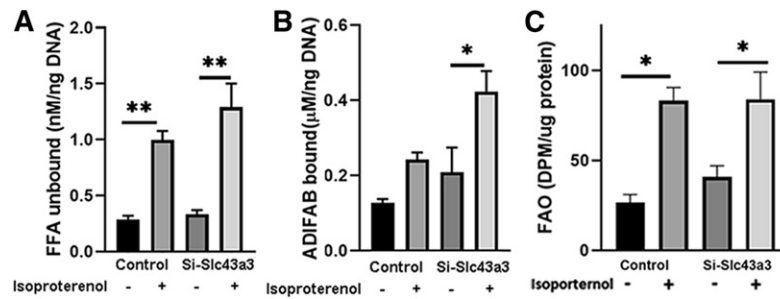 A
FFA unbound (nM/ng DNA)
2.0
1.5
1.0
0.5
0.0
**
**
Control Si-Slc43a3
Isoproterenol - + - +
B
ADIFAB bound(μM/ng DNA)
0.6
0.4
0.2
0.0
*
Control Si-Slc43a3
Isoproterenol - + - +
C
FAO (DPM/ug protein)
100
50
0
*
*
Control Si-Slc43a3
Isoporternol - + - +